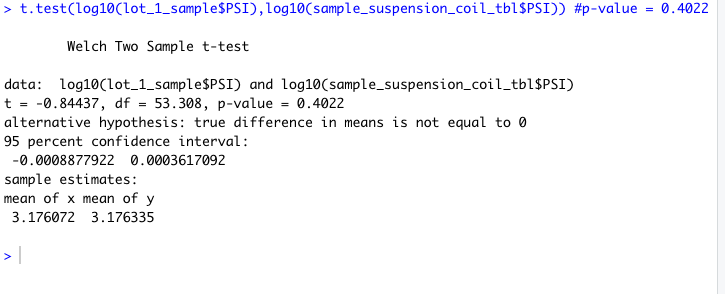 > t.test(log10(lot_1_sample$PSI),log10(sample_suspension_coil_tbl$PSI)) #p-value = 0.4022
Welch Two Sample t-test
data:  log10(lot_1_sample$PSI) and log10(sample_suspension_coil_tbl$PSI)
t = -0.84437, df = 53.308, p-value = 0.4022
alternative hypothesis: true difference in means is not equal to 0
95 percent confidence interval:
-0.0008877922  0.0003617092
sample estimates:
mean of x mean of y
3.176072  3.176335
>